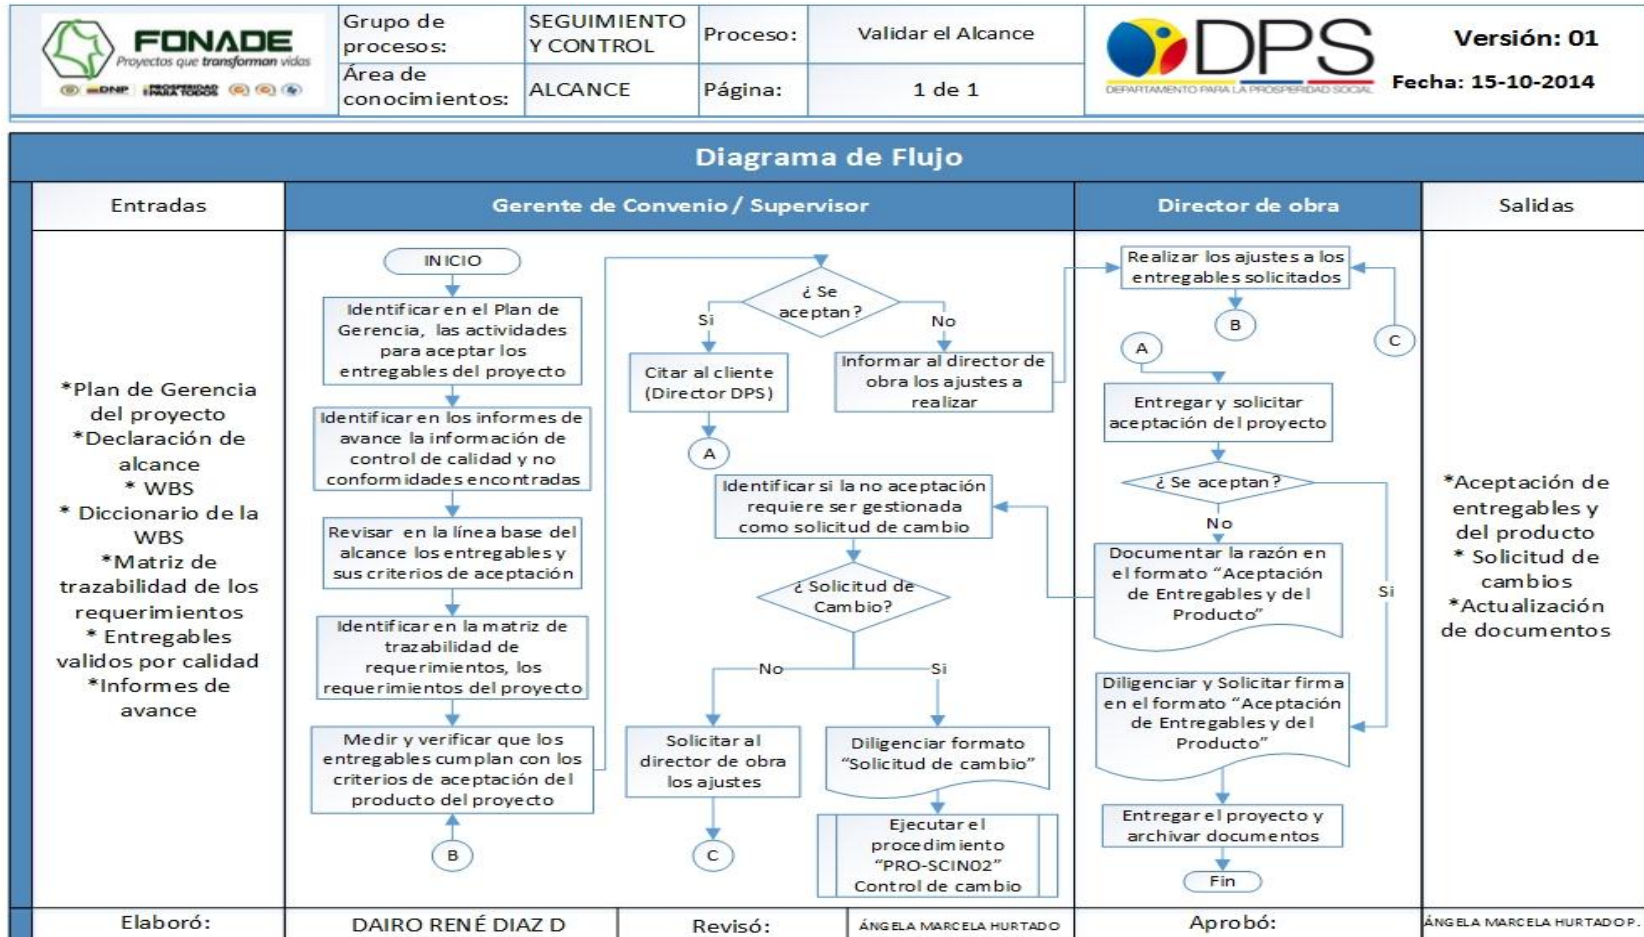 FONADE
Proyectos que transforman vidas
DNP
PROSPERIDAD
PARA TODOS
Grupo de
procesos:
SEGUIMIENTO
Y CONTROL
Proceso:
Validar el Alcance
Área de
conocimientos:
ALCANCE
Página:
1 de 1
DPS
DEPARTAMENTO PARA LA PROSPERIDAD SOCIAL
Versión: 01
Fecha: 15-10-2014
Diagrama de Flujo
Entradas
Gerente de Convenio / Supervisor
Director de obra
Salidas
*Plan de Gerencia
del proyecto
*Declaración de
alcance
* WBS
* Diccionario de la
WBS
*Matriz de
trazabilidad de los
requerimientos
* Entregables
validos por calidad
*Informes de
avance
INICIO
Identificar en el Plan de
Gerencia, las actividades
para aceptar los
entregables del proyecto
Identificar en los informes de
avance la información de
control de calidad y no
conformidades encontradas
Revisar en la línea base del
alcance los entregables y
sus criterios de aceptación
Identificar en la matriz de
trazabilidad de
requerimientos, los
requerimientos del proyecto
Medir y verificar que los
entregables cumplan con los
criterios de aceptación del
producto del proyecto
B
¿ Se
aceptan?
Si
No
Citar al cliente
(Director DPS)
A
Informar al director de
obra los ajustes a
realizar
Identificar si la no aceptación
requiere ser gestionada
como solicitud de cambio
¿ Solicitud de
Cambio?
No
Si
Solicitar al
director de obra
los ajustes
C
Diligenciar formato
“Solicitud de cambio”
Ejecutar el
procedimiento
“PRO-SCIN02”
Control de cambio
Realizar los ajustes a los
entregables solicitados
B
C
A
Entregar y solicitar
aceptación del proyecto
¿ Se aceptan?
No
Si
Documentar la razón en
el formato “Aceptación
de Entregables y del
Producto”
Diligenciar y Solicitar firma
en el formato “Aceptación
de Entregables y del
Producto”
Entregar el proyecto y
archivar documentos
Fin
*Aceptación de
entregables y
del producto
* Solicitud de
cambios
*Actualización
de documentos
Elaboró:
DAIRO RENÉ DIAZ D
Revisó:
ÁNGELA MARCELA HURTADO
Aprobó:
ÁNGELA MARCELA HURTADO P.